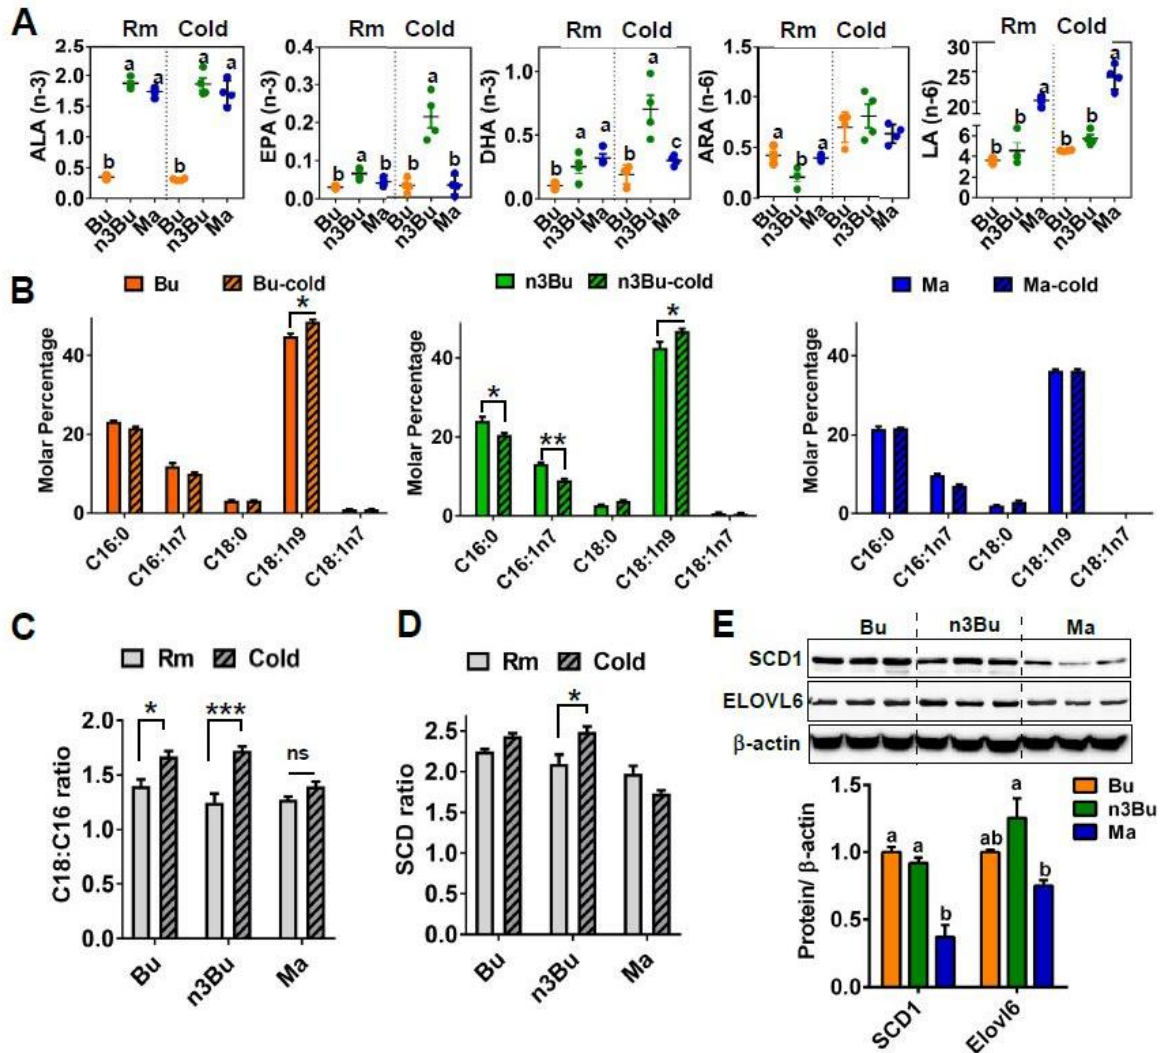 A
Rm Cold
ALA (n-3)
2.5
2.0
1.5
1.0
0.5
0.0
b a a b a a
Bu n3Bu Ma Bu n3Bu Ma
Rm Cold
EPA (n-3)
0.4
0.3
0.2
0.1
0.0
b a b b a b
Bu n3Bu Ma Bu n3Bu Ma
Rm Cold
DHA (n-3)
1.0
0.5
0.0
b a a b a c
Bu n3Bu Ma Bu n3Bu Ma
Rm Cold
ARA (n-6)
1.5
1.0
0.5
0.0
a b a
Bu n3Bu Ma Bu n3Bu Ma
Rm Cold
LA (n-6)
30
25
20
6
4
2
0
b b a b b a
Bu n3Bu Ma Bu n3Bu Ma
B
Bu Bu-cold
Molar Percentage
40
20
0
*
C16:0 C16:1n7 C18:0 C18:1n9 C18:1n7
n3Bu n3Bu-cold
Molar Percentage
40
20
0
* ** *
C16:0 C16:1n7 C18:0 C18:1n9 C18:1n7
Ma Ma-cold
Molar Percentage
40
20
0
C16:0 C16:1n7 C18:0 C18:1n9 C18:1n7
C
Rm Cold
C18:C16 ratio
2.0
1.5
1.0
0.5
0.0
* *** ns
Bu n3Bu Ma
D
Rm Cold
SCD ratio
2.5
2.0
1.5
1.0
0.5
0.0
*
Bu n3Bu Ma
E
Bu n3Bu Ma
SCD1
ELOVL6
β-actin
Bu
n3Bu
Ma
Protein/ β-actin
1.5
1.0
0.5
0.0
a a b ab a b
SCD1 Elovl6